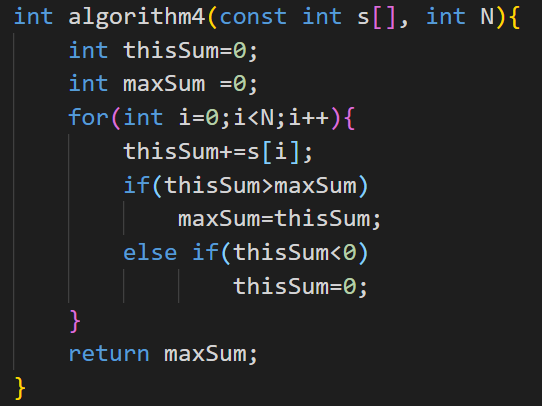 int algorithm4(const int s[], int N){
    int thisSum=0;
    int maxSum =0;
    for(int i=0;i<N;i++){
        thisSum+=s[i];
        if(thisSum>maxSum)
            maxSum=thisSum;
        else if(thisSum<0)
                thisSum=0;
    }
    return maxSum;
}